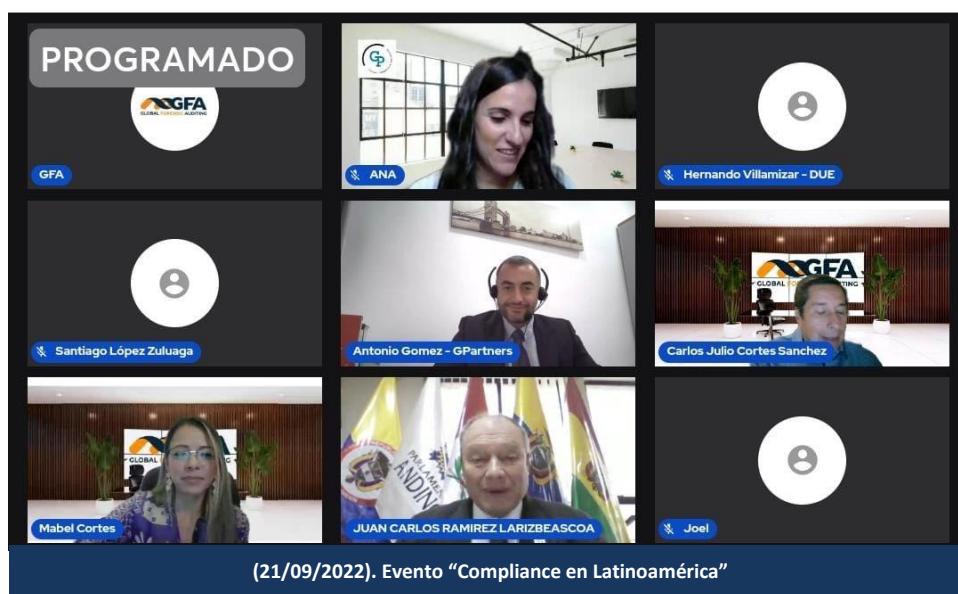 PROGRAMADO
GFA
GLOBAL FORENSIC AUDITING
GFA
GP
ANA
Hernando Villamizar - DUE
Santiago López Zuluaga
Antonio Gomez - GPartners
GFA
GLOBAL
Carlos Julio Cortes Sanchez
GLOBAL
Mabel Cortes
PARLAMEN
ANDIN
JUAN CARLOS RAMIREZ LARIZBEASCOA
Joel
(21/09/2022). Evento “Compliance en Latinoamérica”